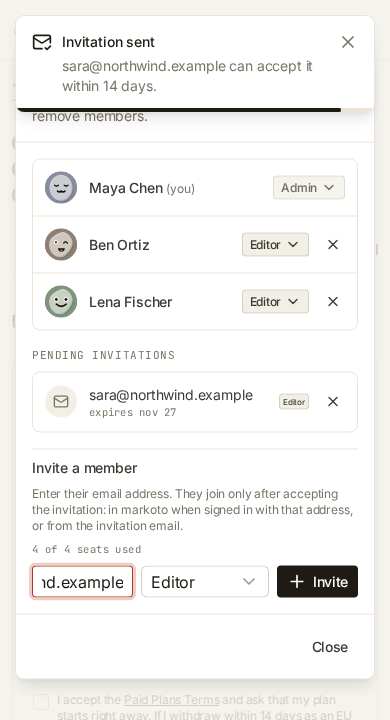 Invitation sent
sara@northwind.example can accept it
within 14 days.
remove members.
Maya Chen (you)
Admin
Ben Ortiz
Editor
Lena Fischer
Editor
PENDING INVITATIONS
sara@northwind.example
Editor
expires nov 27
Invite a member
Enter their email address. They join only after accepting
the invitation: in markoto when signed in with that address,
or from the invitation email.
4 of 4 seats used
nd.example
Editor
Invite
Close
I accept the Paid Plans Terms and ask that my plan
starts right away. If I withdraw within 14 days as an EU